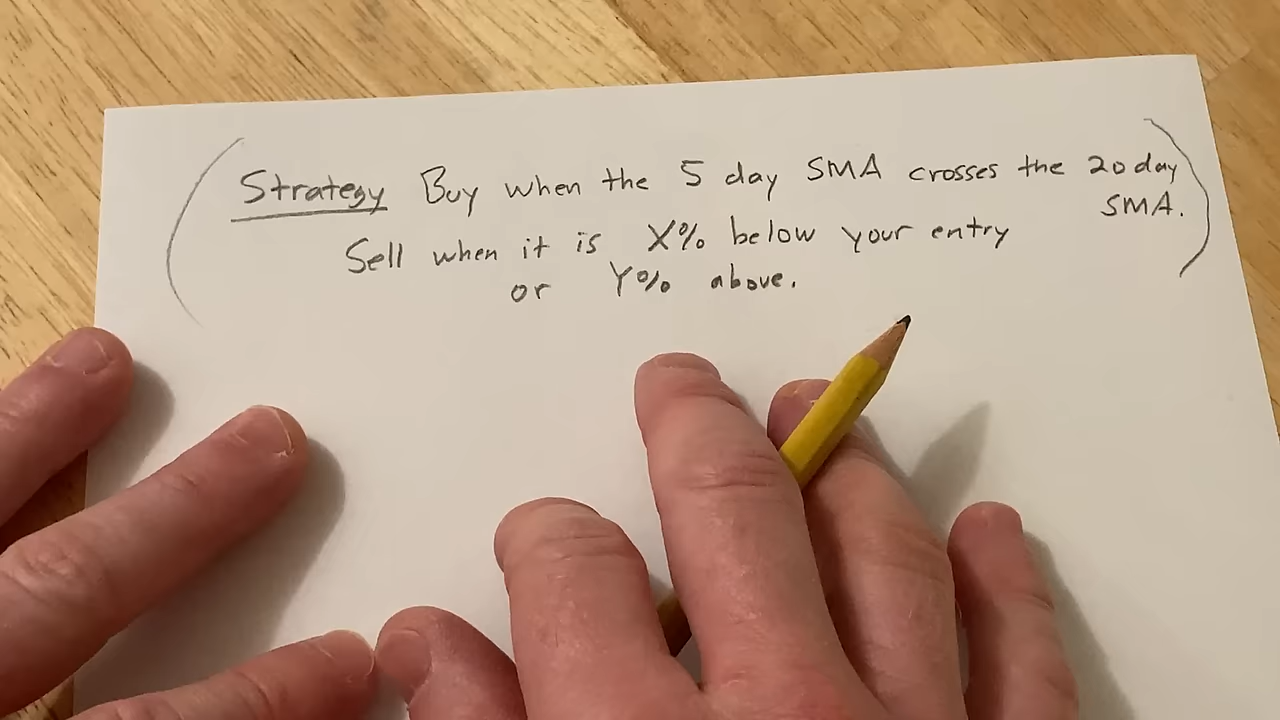 Strategy Buy when the 5 day SMA crosses the 20 day
SMA.
Sell when it is X% below your entry
or Y% above.